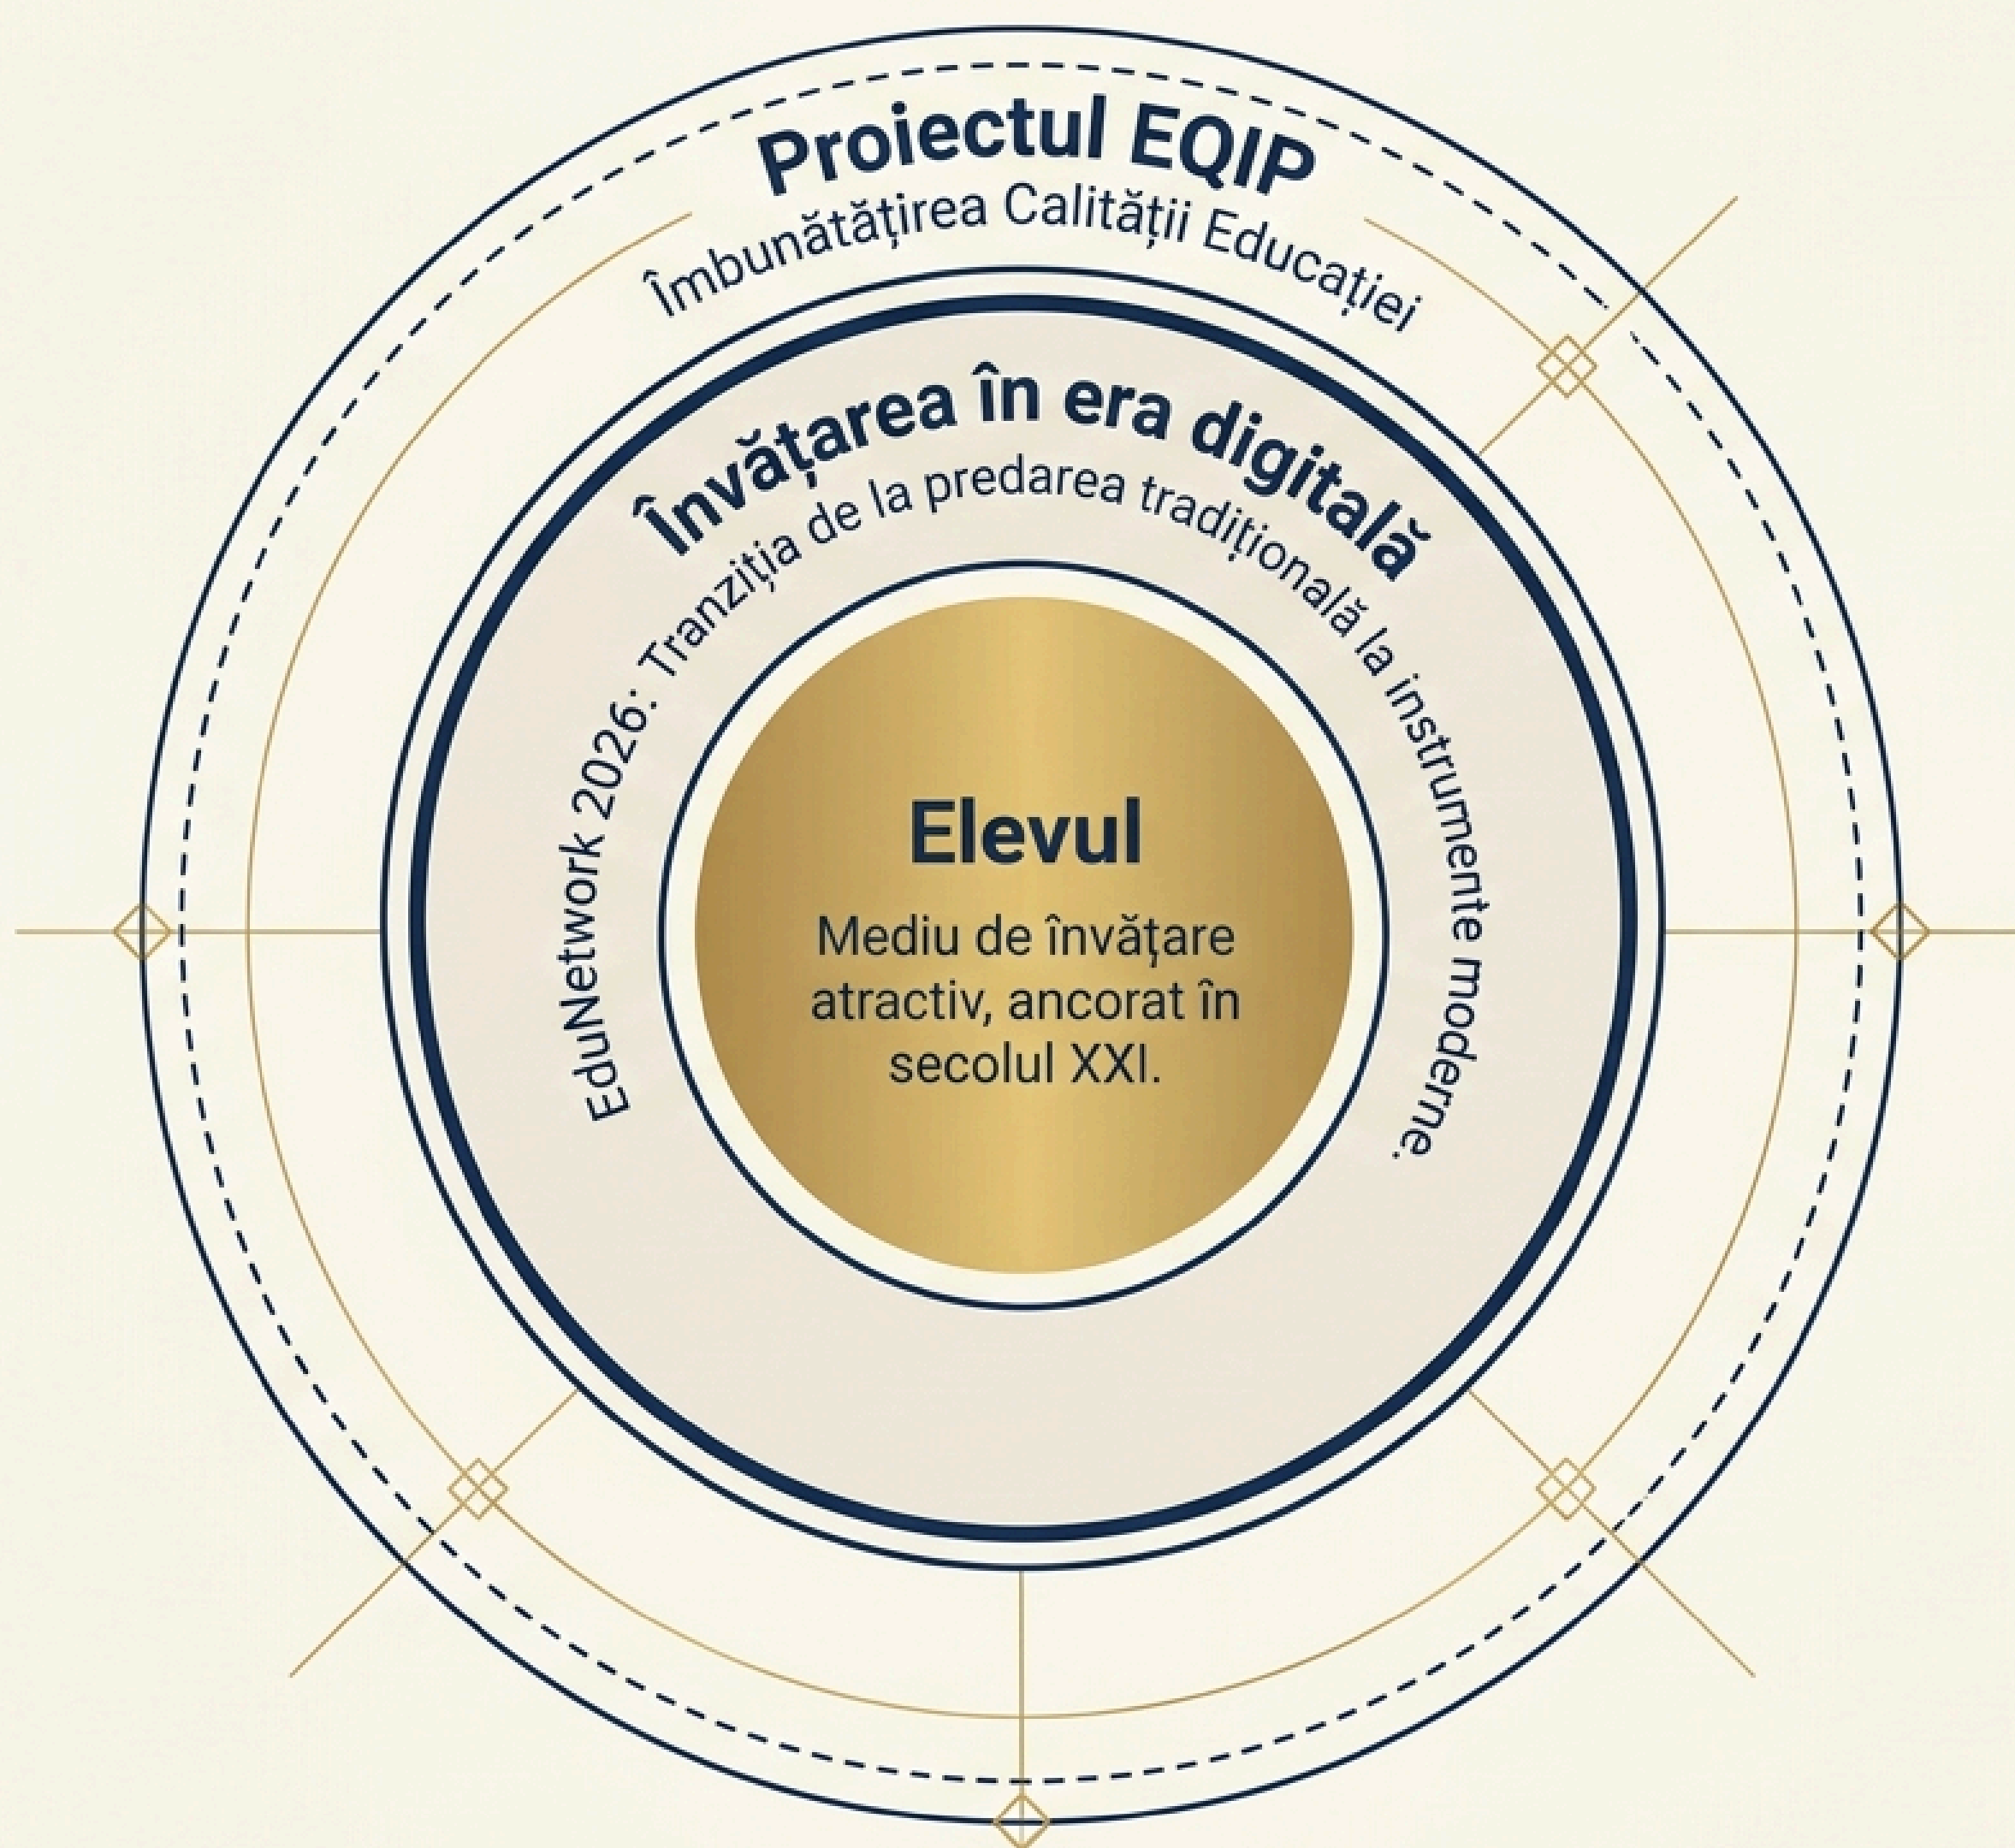 Proiectul EQIP
Îmbunătățirea Calității Educației
Învățarea în era digitală
EduNetwork 2026: Tranziția de la predarea tradițională la instrumente moderne.
Elevul
Mediu de învățare
atractiv, ancorat în
secolul XXI.